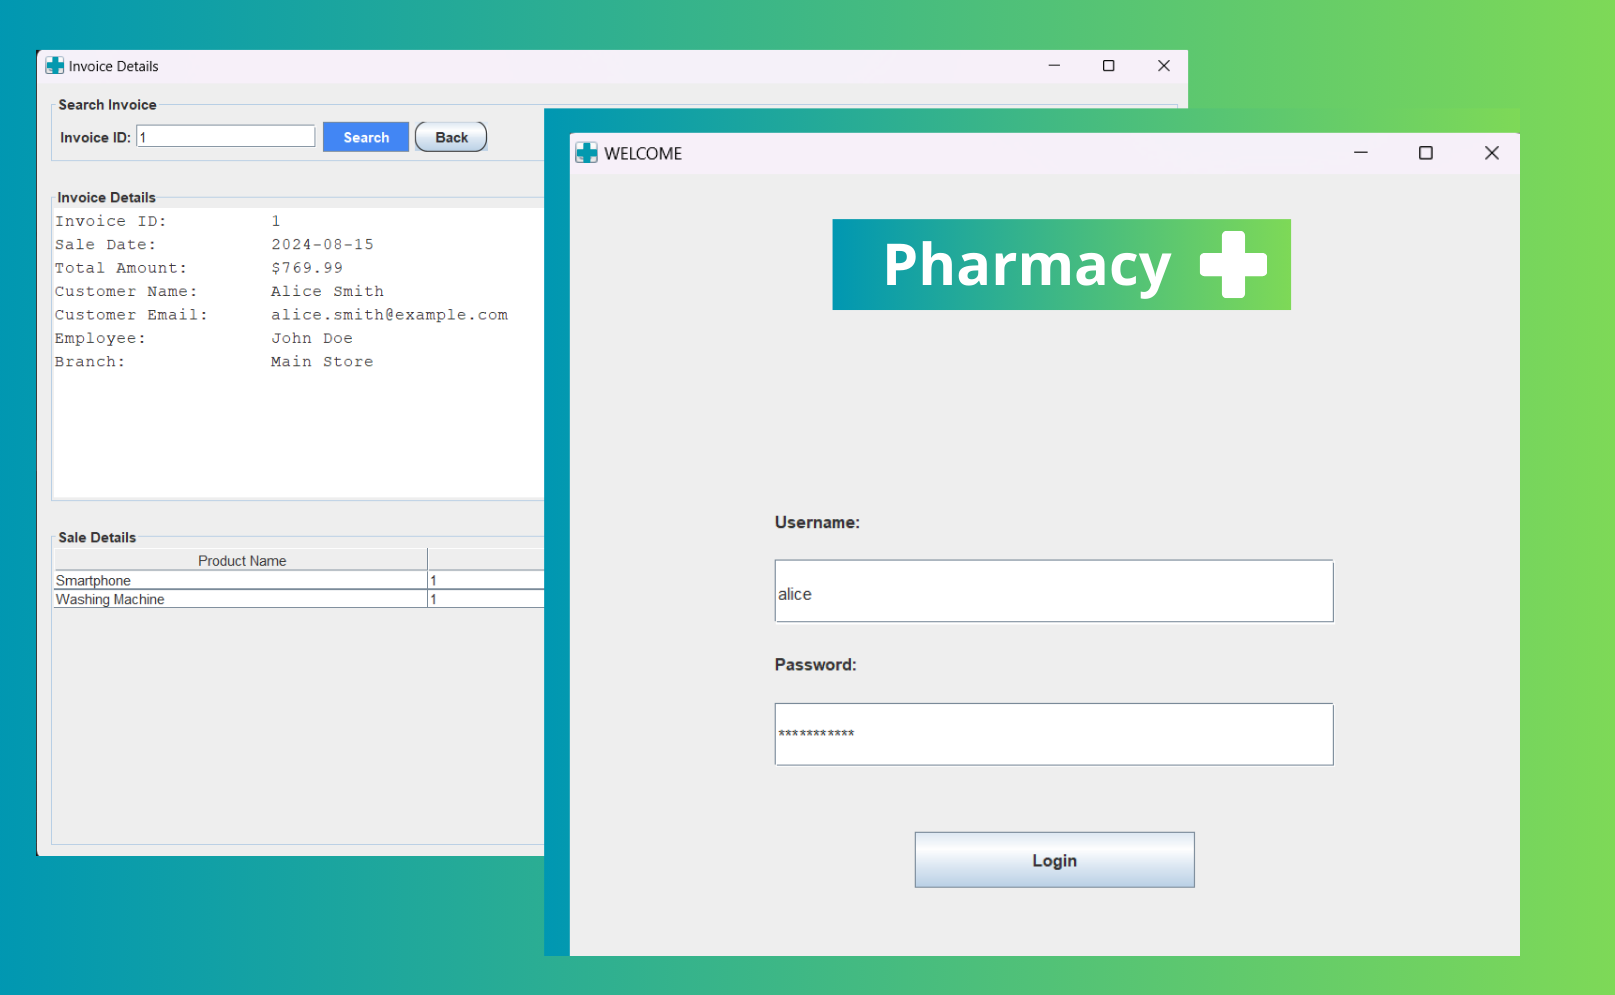 Invoice Details
Search Invoice
Invoice ID: 1 Search Back
Invoice Details
Invoice ID: 1
Sale Date: 2024-08-15
Total Amount: $769.99
Customer Name: Alice Smith
Customer Email: alice.smith@example.com
Employee: John Doe
Branch: Main Store
Sale Details
Product Name
Smartphone 1
Washing Machine 1
WELCOME
Pharmacy
Username:
alice
Password:
***********
Login